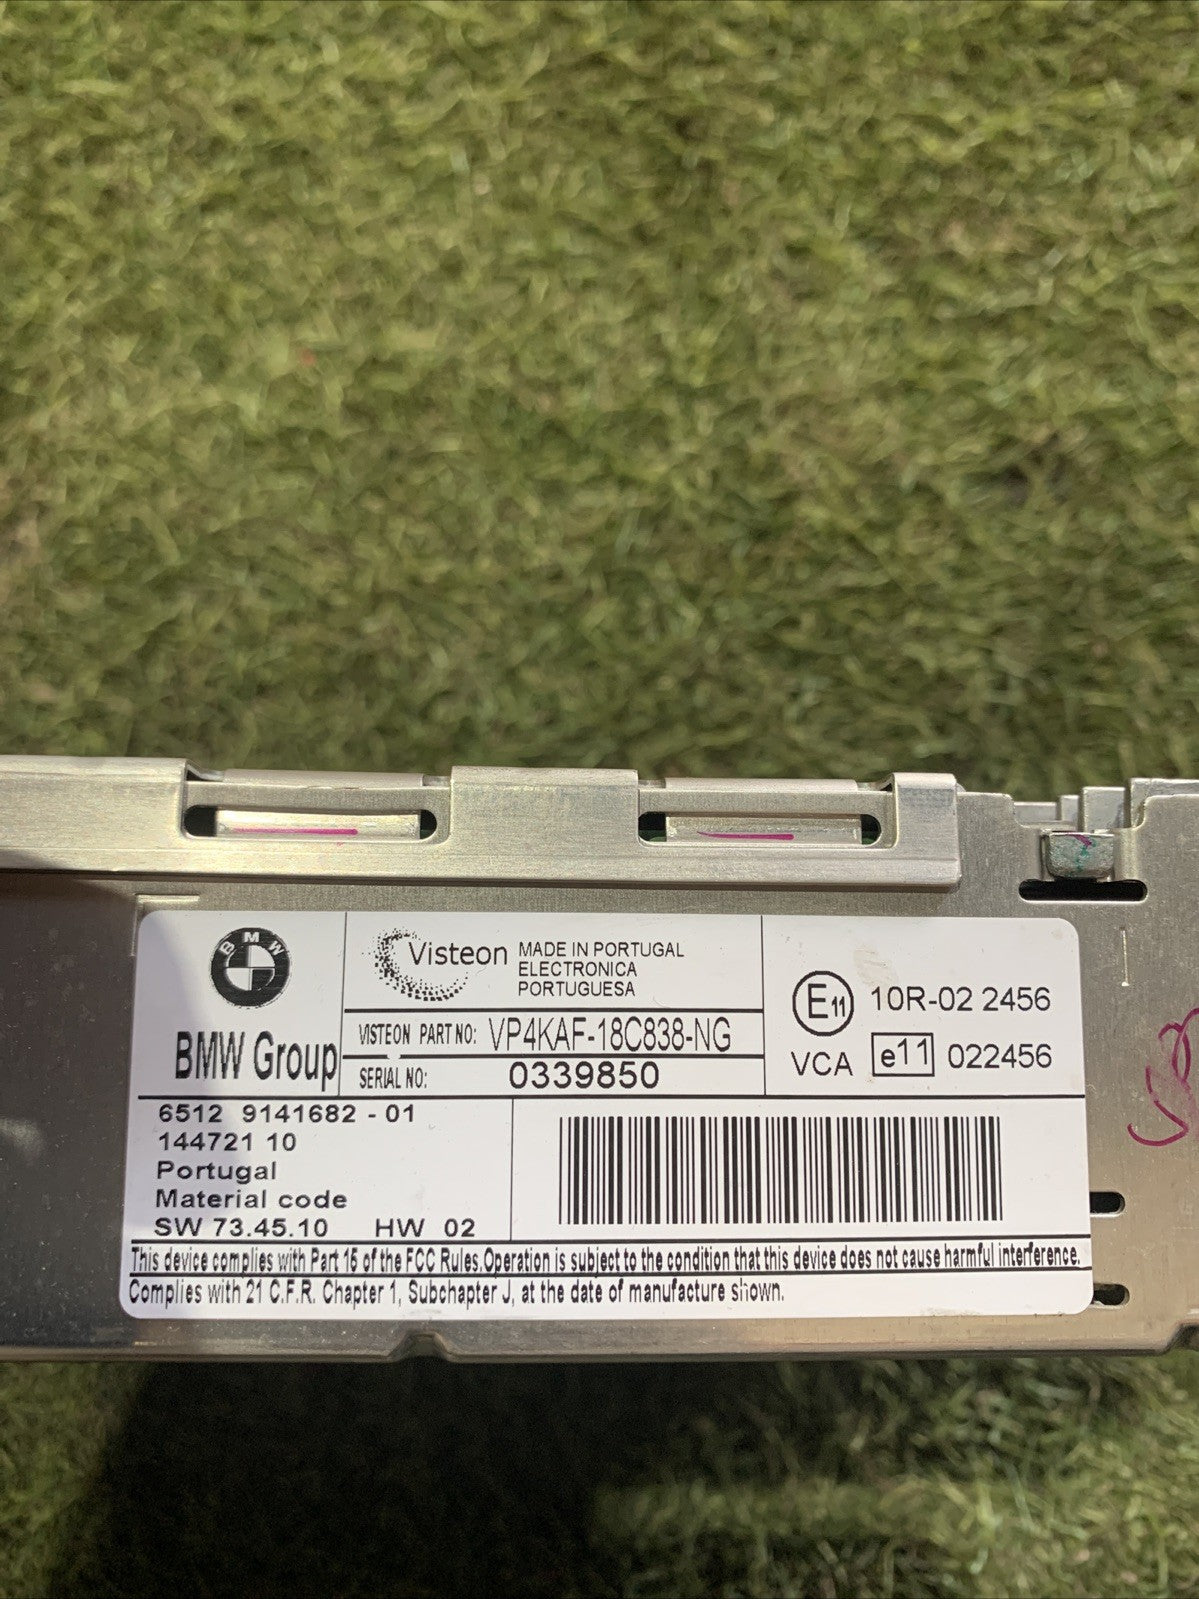 BMW
BMW Group
Visteon
MADE IN PORTUGAL
ELECTRONICA
PORTUGUESA
VISTEON PART NO: VP4KAF-18C838-NG
SERIAL NO: 0339850
E11 10R-02 2456
VCA e11 022456
6512 9141682 - 01
144721 10
Portugal
Material code
SW 73.45.10 HW 02
This device complies with Part 15 of the FCC Rules.Operation is subject to the condition that this device does not cause harmful interference.
Complies with 21 C.F.R. Chapter 1, Subchapter J, at the date of manufacture shown.